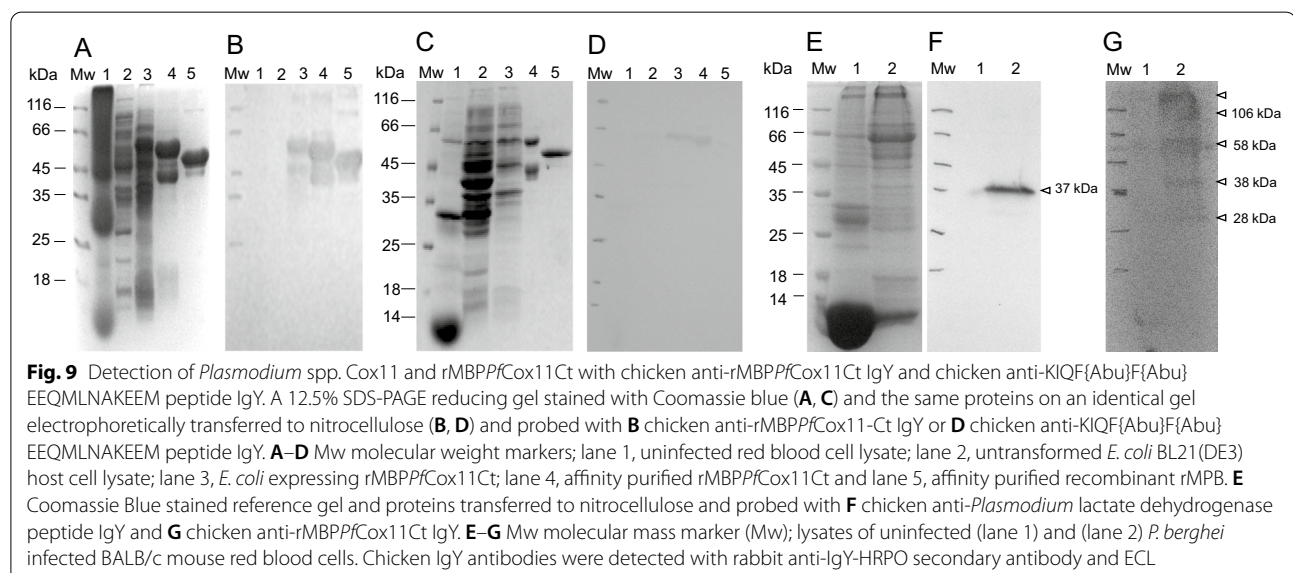 A B C D E F G
kDa Mw 1 2 3 4 5 Mw 1 2 3 4 5 kDa Mw 1 2 3 4 5 Mw 1 2 3 4 5 kDa Mw 1 2 Mw 1 2 Mw 1 2
116
66
45
35
25
18
116
66
45
35
25
18
14
116
66
45
35
25
18
14
37 kDa
106 kDa
58 kDa
38 kDa
28 kDa
Fig. 9 Detection of Plasmodium spp. Cox11 and rMBPPfCox11Ct with chicken anti-rMBPPfCox11Ct IgY and chicken anti-KIQF{Abu}F{Abu}
EEQMLNAKEEM peptide IgY. A 12.5% SDS-PAGE reducing gel stained with Coomassie blue (A, C) and the same proteins on an identical gel
electrophoretically transferred to nitrocellulose (B, D) and probed with B chicken anti-rMBPPfCox11-Ct IgY or D chicken anti-KIQF{Abu}F{Abu}
EEQMLNAKEEM peptide IgY. A–D Mw molecular weight markers; lane 1, uninfected red blood cell lysate; lane 2, untransformed E. coli BL21(DE3)
host cell lysate; lane 3, E. coli expressing rMBPPfCox11Ct; lane 4, affinity purified rMBPPfCox11Ct and lane 5, affinity purified recombinant rMPB. E
Coomassie Blue stained reference gel and proteins transferred to nitrocellulose and probed with F chicken anti-Plasmodium lactate dehydrogenase
peptide IgY and G chicken anti-rMBPPfCox11Ct IgY. E–G Mw molecular mass marker (Mw); lysates of uninfected (lane 1) and (lane 2) P. berghei
infected BALB/c mouse red blood cells. Chicken IgY antibodies were detected with rabbit anti-IgY-HRPO secondary antibody and ECL